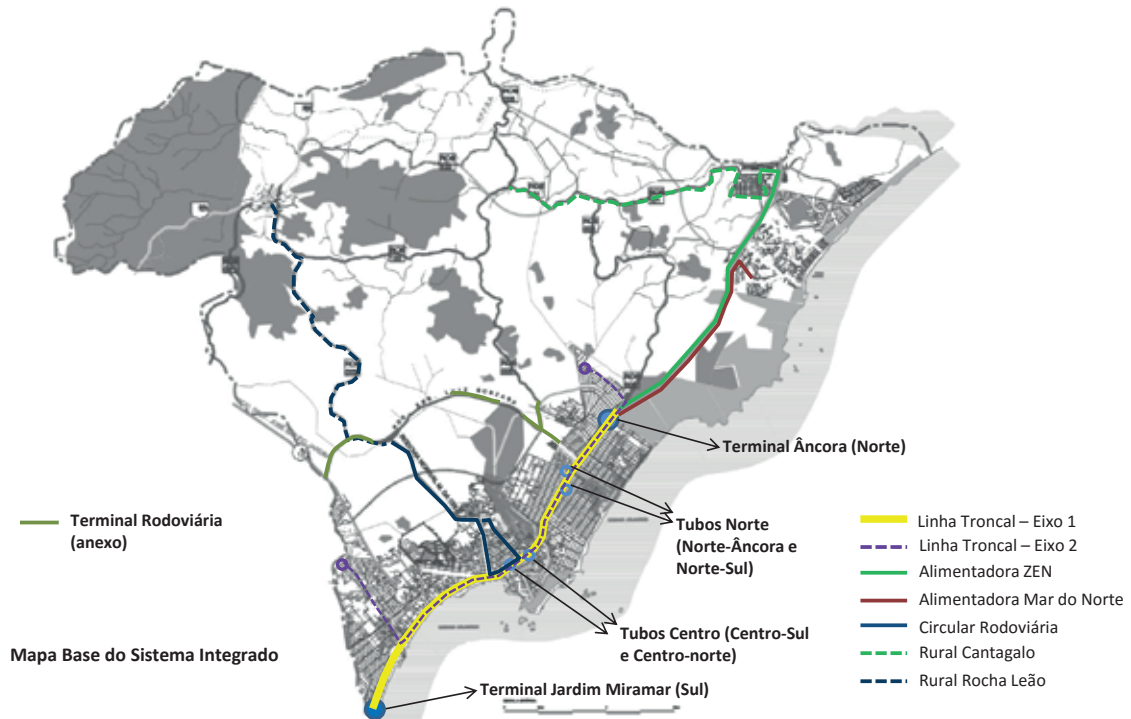 Terminal Âncora (Norte)
Terminal Rodoviária
(anexo)
Tubos Norte
(Norte-Âncora e
Norte-Sul)
Tubos Centro (Centro-Sul
e Centro-norte)
Mapa Base do Sistema Integrado
Terminal Jardim Miramar (Sul)
Linha Troncal – Eixo 1
Linha Troncal – Eixo 2
Alimentadora ZEN
Alimentadora Mar do Norte
Circular Rodoviária
Rural Cantagalo
Rural Rocha Leão